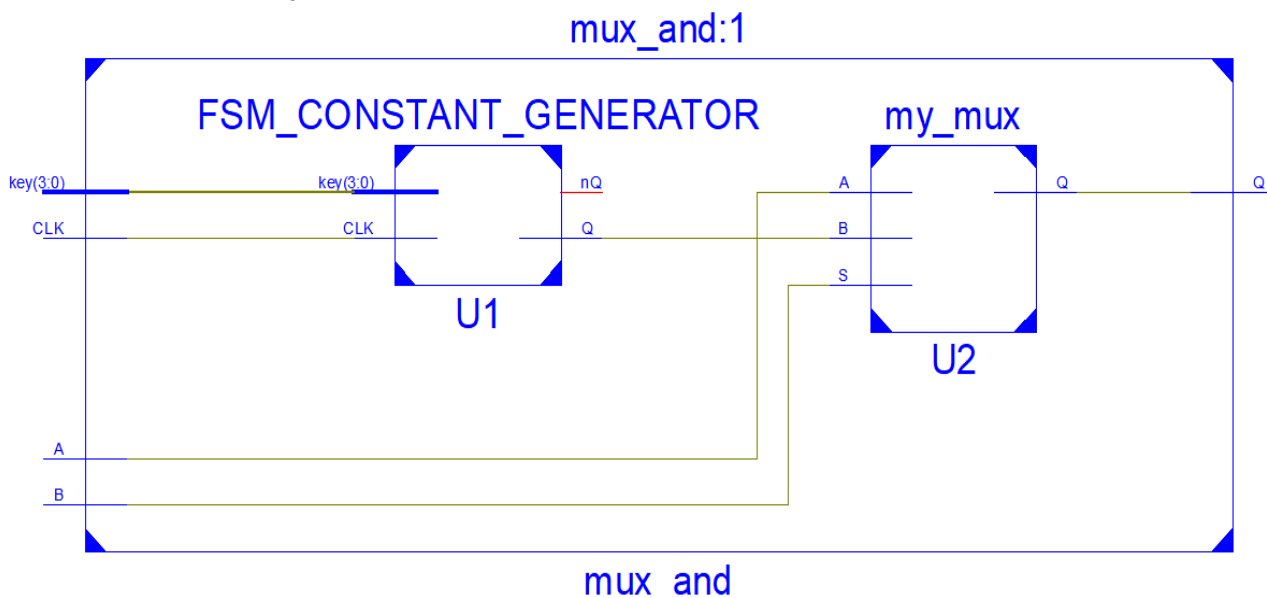 mux_and:1
FSM_CONSTANT_GENERATOR my_mux
key(3:0) key(3:0) nQ A Q Q
CLK CLK Q B
S
U1
U2
A
B
mux_and